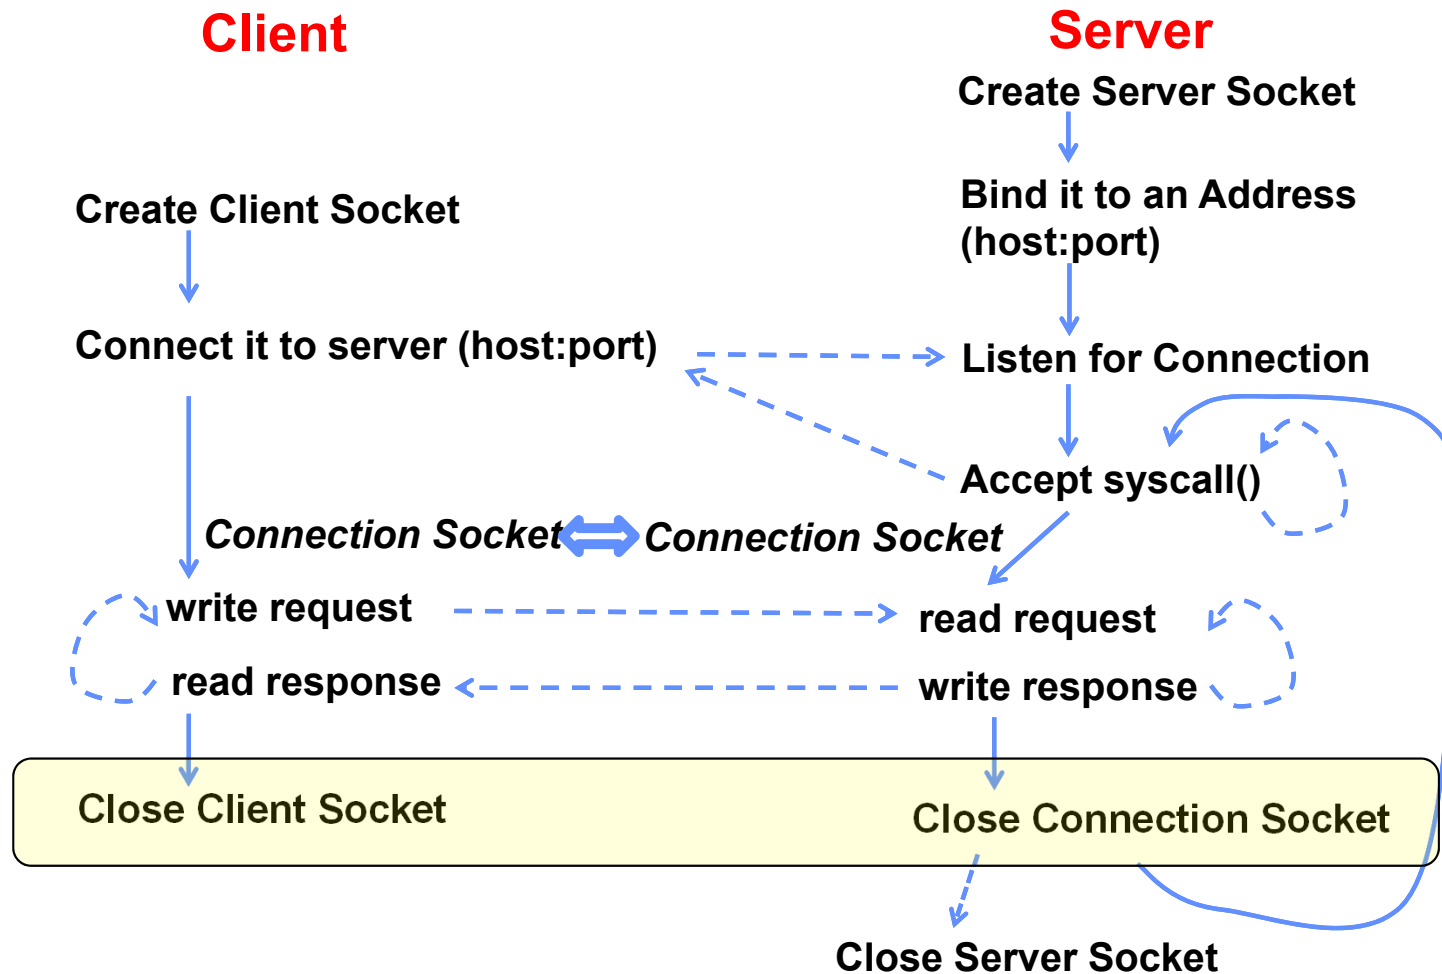 Client
Server
Create Server Socket
Bind it to an Address
(host:port)
Create Client Socket
Connect it to server (host:port)
Listen for Connection
Accept syscall()
Connection Socket
Connection Socket
write request
read request
read response
write response
Close Client Socket
Close Connection Socket
Close Server Socket